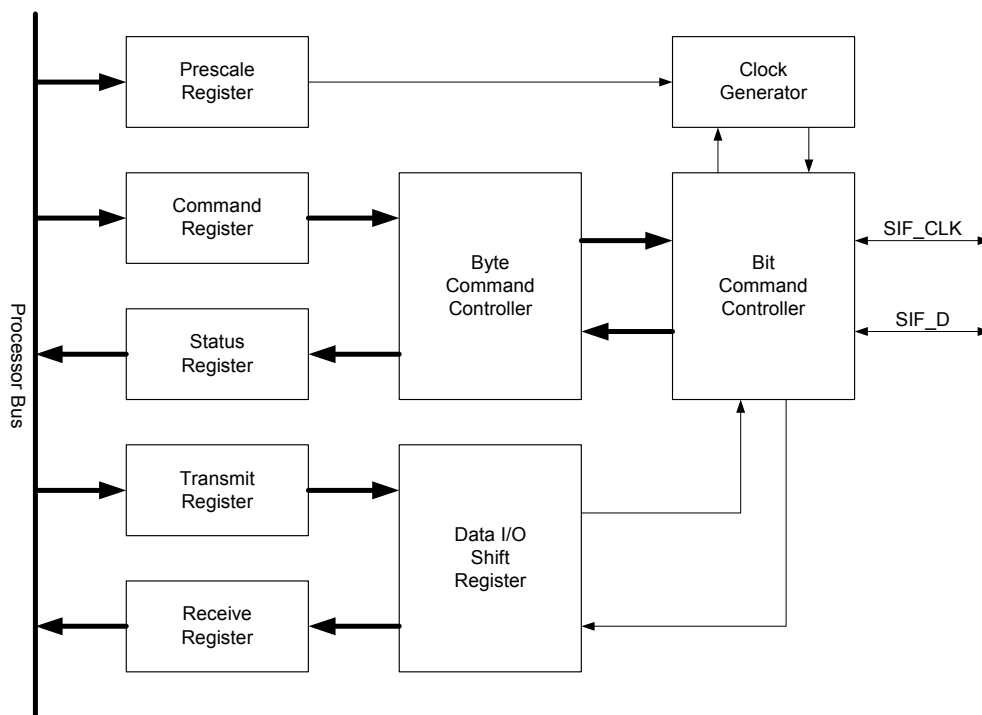 Prescale
Register
Clock
Generator
Command
Register
Byte
Command
Controller
Bit
Command
Controller
SIF_CLK
SIF_D
Status
Register
Processor Bus
Transmit
Register
Data I/O
Shift
Register
Receive
Register